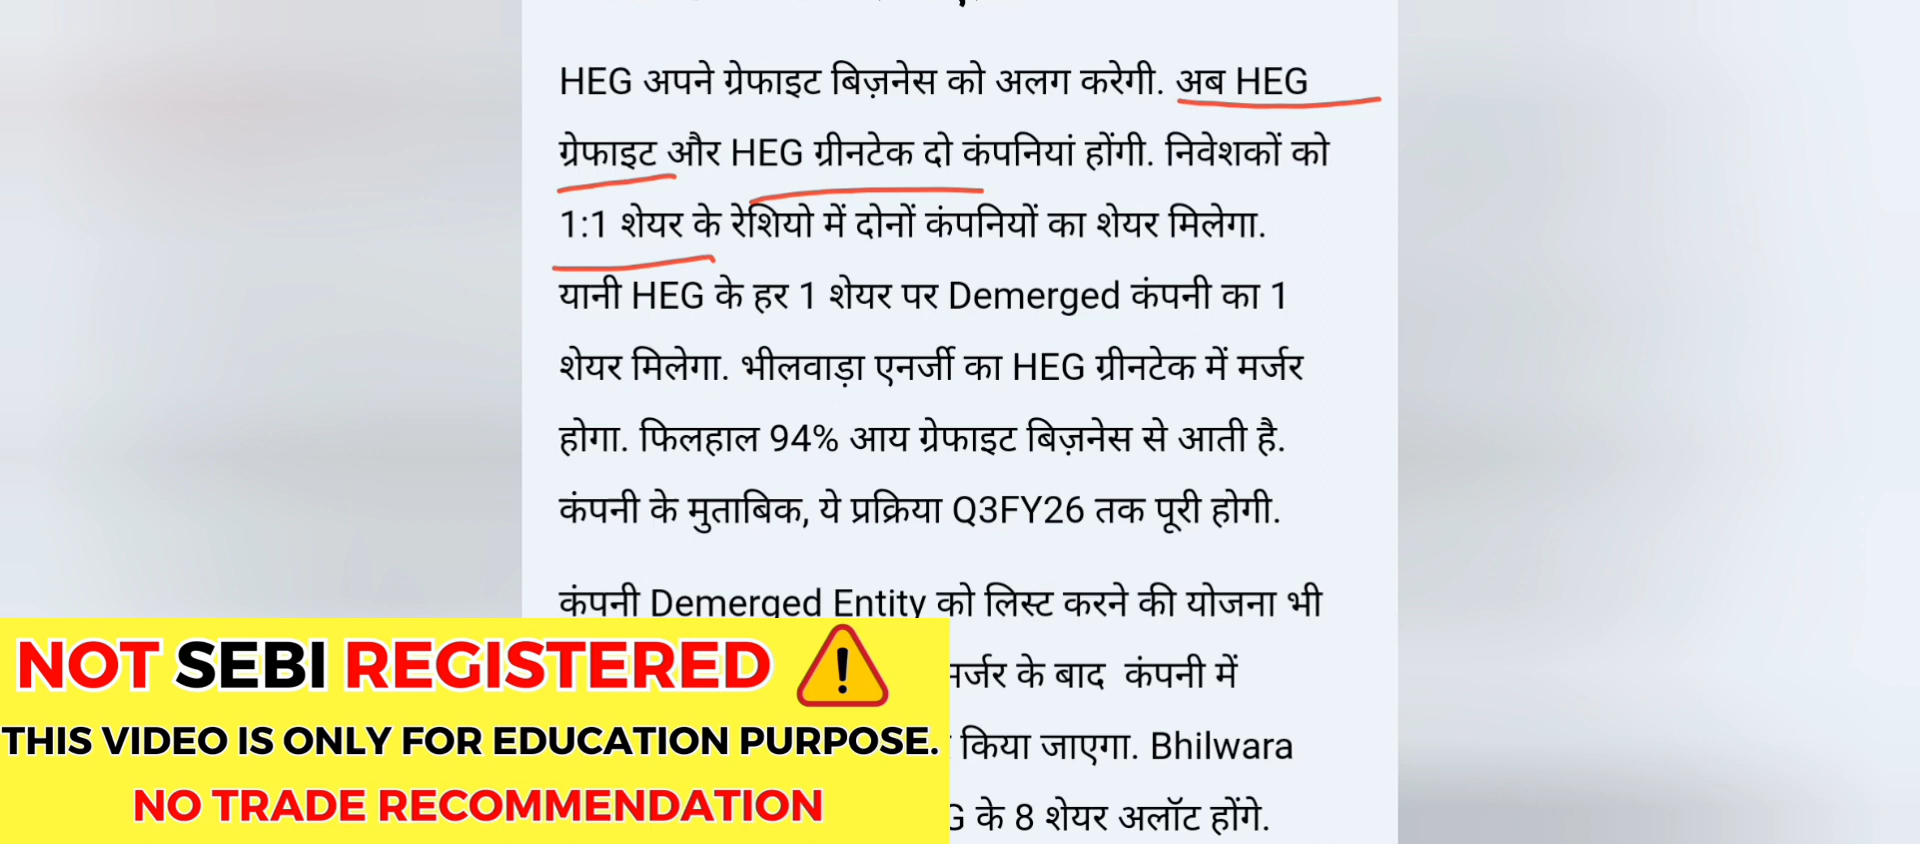 HEG अपने ग्रेफाइट बिज़नेस को अलग करेगी. अब HEG
ग्रेफाइट और HEG ग्रीनटेक दो कंपनियां होंगी. निवेशकों को
1:1 शेयर के रेशियो में दोनों कंपनियों का शेयर मिलेगा.
यानी HEG के हर 1 शेयर पर Demerged कंपनी का 1
शेयर मिलेगा. भीलवाड़ा एनर्जी का HEG ग्रीनटेक में मर्जर
होगा. फिलहाल 94% आय ग्रेफाइट बिज़नेस से आती है.
कंपनी के मुताबिक, ये प्रक्रिया Q3FY26 तक पूरी होगी.
कंपनी Demerged Entity को लिस्ट करने की योजना भी
के बाद कंपनी में
किया जाएगा. Bhilwara
के 8 शेयर अलॉट होंगे.
NOT SEBI REGISTERED
THIS VIDEO IS ONLY FOR EDUCATION PURPOSE.
NO TRADE RECOMMENDATION